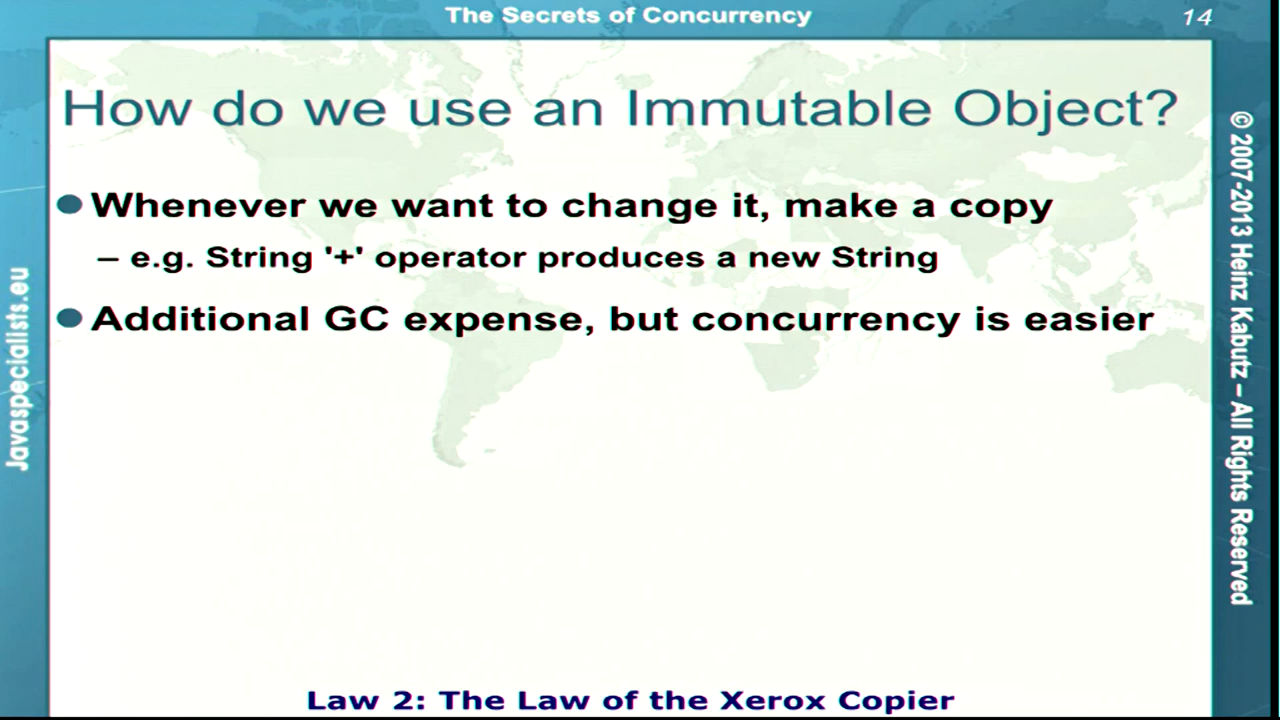 The Secrets of Concurrency
14
How do we use an Immutable Object?
Whenever we want to change it, make a copy
– e.g. String '+' operator produces a new String
Additional GC expense, but concurrency is easier
Javaspecialists.eu
© 2007-2013 Heinz Kabutz – All Rights Reserved
Law 2: The Law of the Xerox Copier